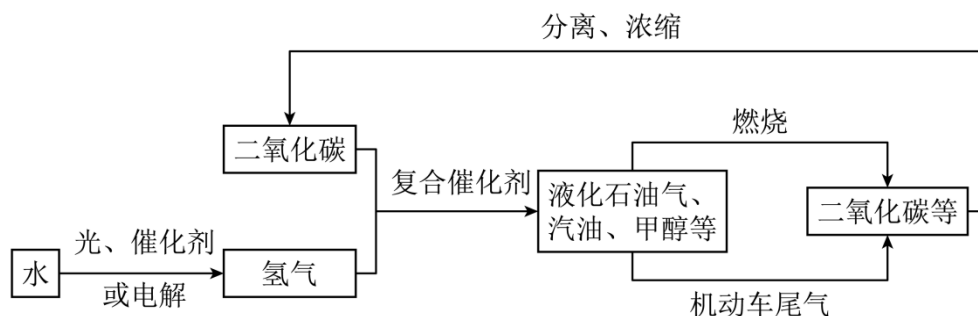 分离、浓缩
二氧化碳
燃烧
复合催化剂
液化石油气、
汽油、甲醇等
二氧化碳等
光、催化剂
水
氢气
或电解
机动车尾气